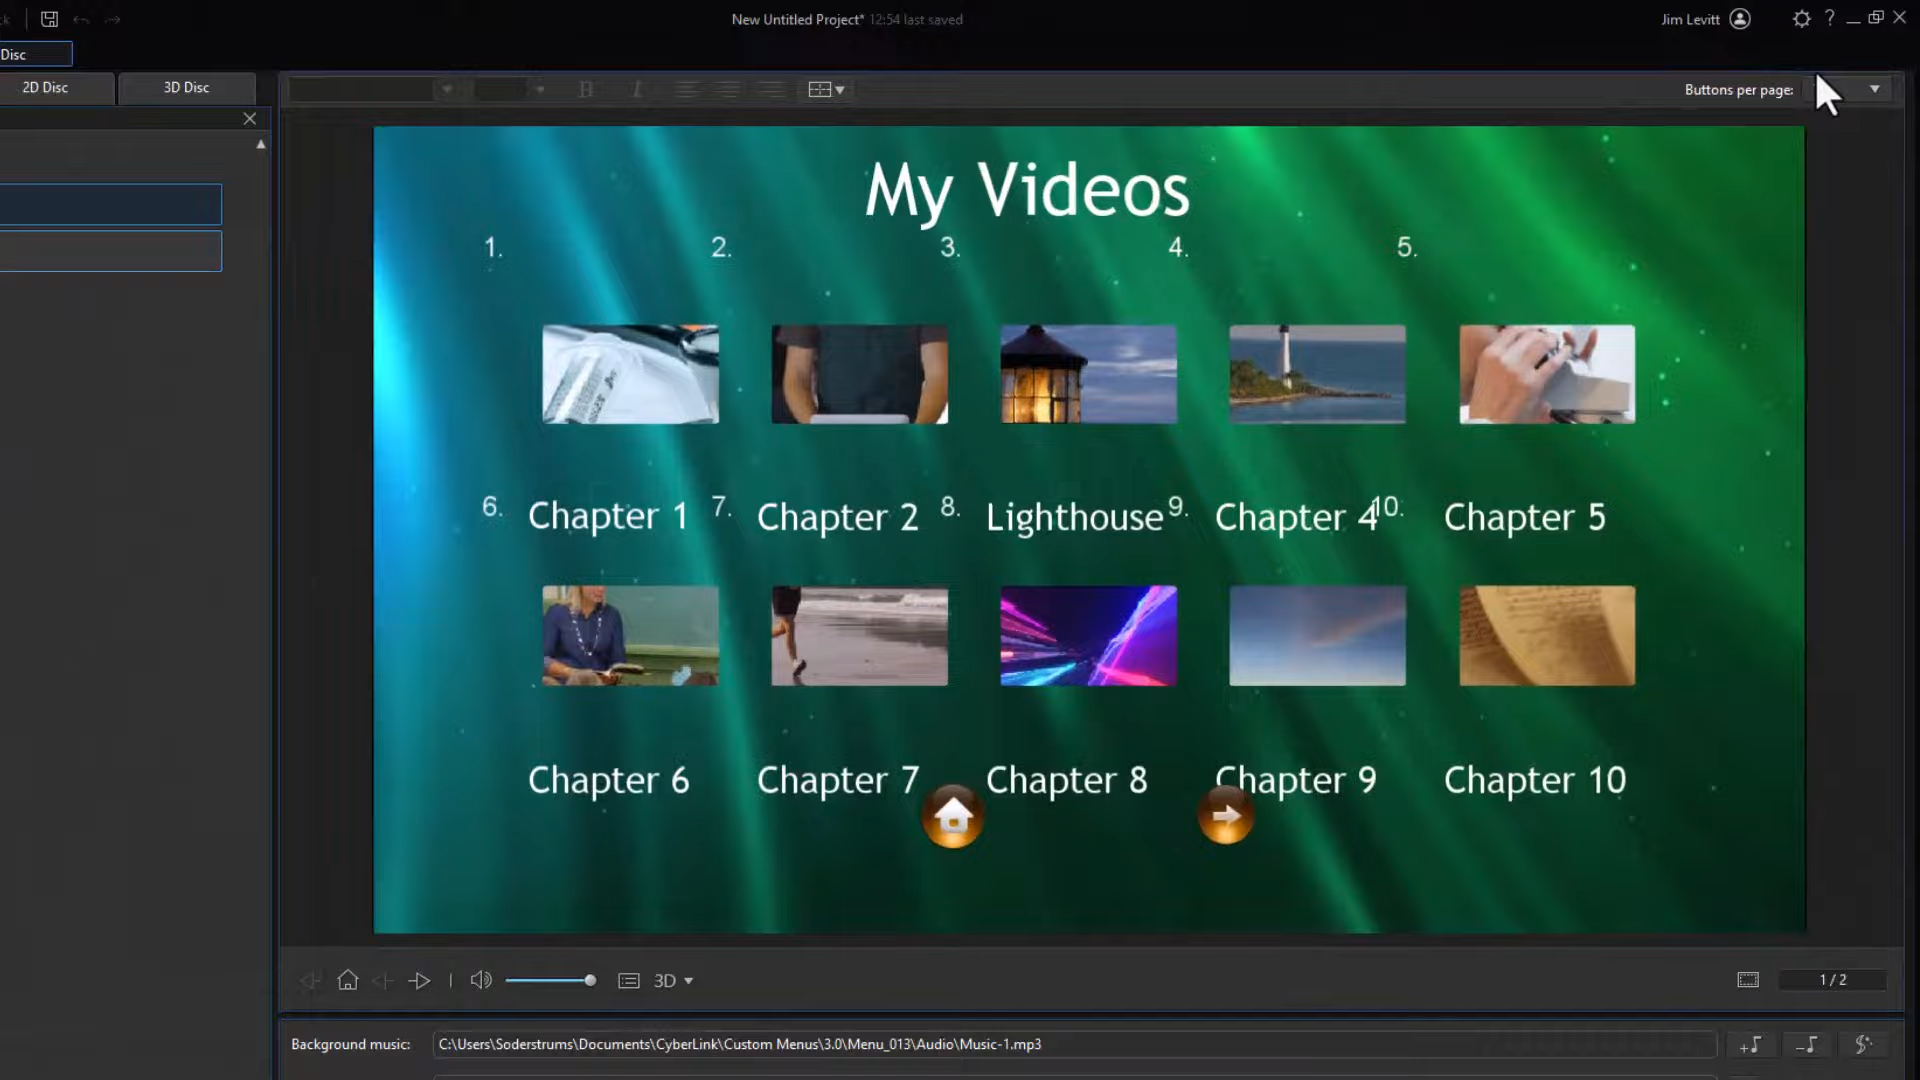 New Untitled Project* 12:54 last saved
Jim Levitt
?
Disc
2D Disc
3D Disc
B I
Buttons per page:
My Videos
1. 2. 3. 4. 5.
6. Chapter 1 7. Chapter 2 8. Lighthouse 9. Chapter 4 10. Chapter 5
Chapter 6 Chapter 7 Chapter 8 Chapter 9 Chapter 10
3D
1 / 2
Background music: C:\Users\Soderstrums\Documents\CyberLink\Custom Menus\3.0\Menu_013\Audio\Music-1.mp3